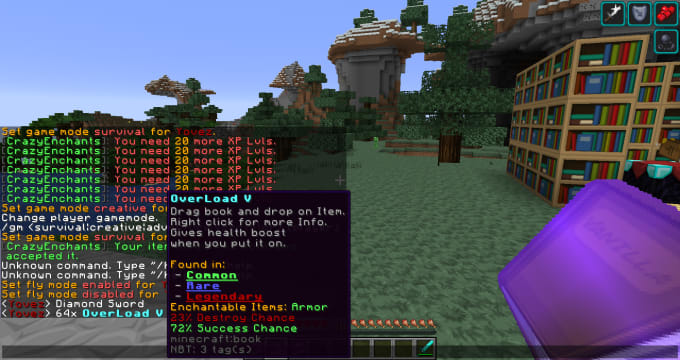 Set game mode survival for Yovez.
[CrazyEnchants]: You need 20 more XP Lvls.
[CrazyEnchants]: You need 20 more XP Lvls.
[CrazyEnchants]: You need 20 more XP Lvls.
[CrazyEnchants]: You need 20 more XP Lvls.
[CrazyEnchants]: You need 20 more XP Lvls.
[CrazyEnchants]: You need 20 more XP Lvls.
Set game mode creative for
Change player gamemode.
/gm <survival|creative|adv
Set game mode survival for
[CrazyEnchants]: Your ite
accepted it.
Unknown command. Type "/h
Unknown command. Type "/h
Set fly mode enabled for
Set fly mode disabled for
<Yovez> Diamond Sword
<Yovez> 64x OverLoad V
OverLoad V
Drag book and drop on Item.
Right click for more Info.
Gives health boost
when you put it on.
Found in:
- Common
- Rare
- Legendary
Enchantable Items: Armor
23% Destroy Chance
72% Success Chance
minecraft:book
NBT: 3 tag(s)